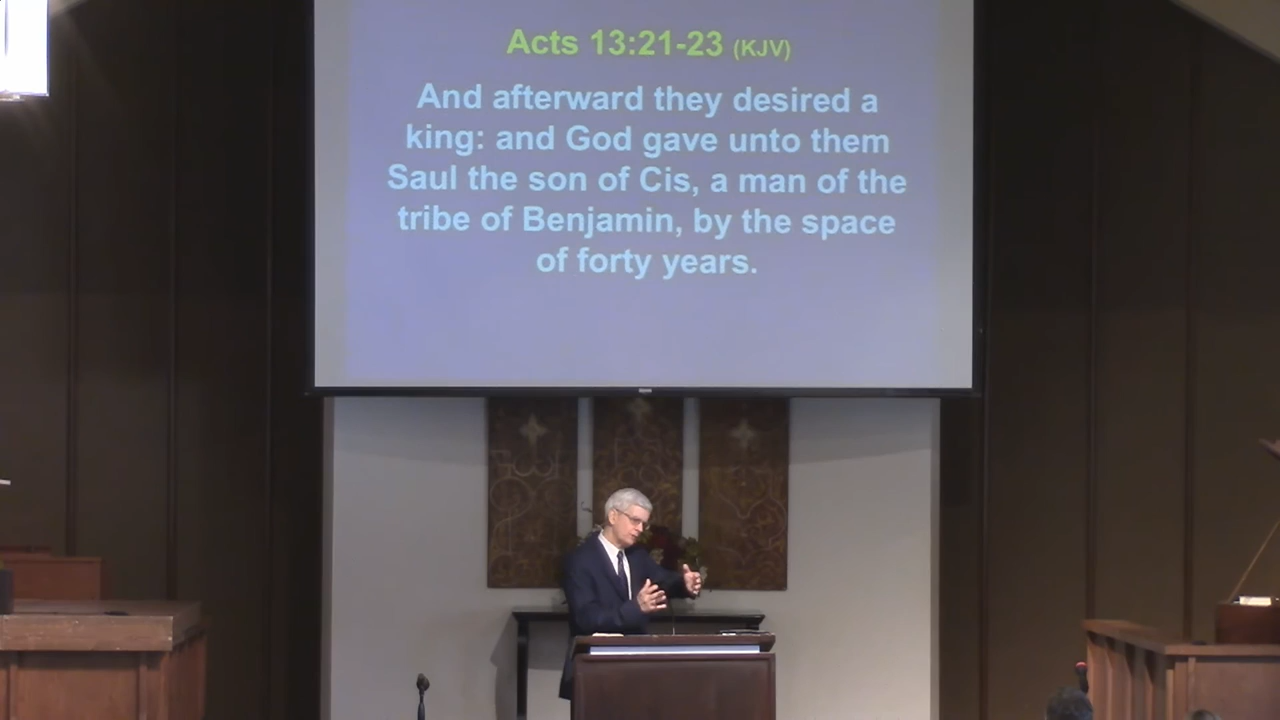 Acts 13:21-23 (KJV)
And afterward they desired a
king: and God gave unto them
Saul the son of Cis, a man of the
tribe of Benjamin, by the space
of forty years.